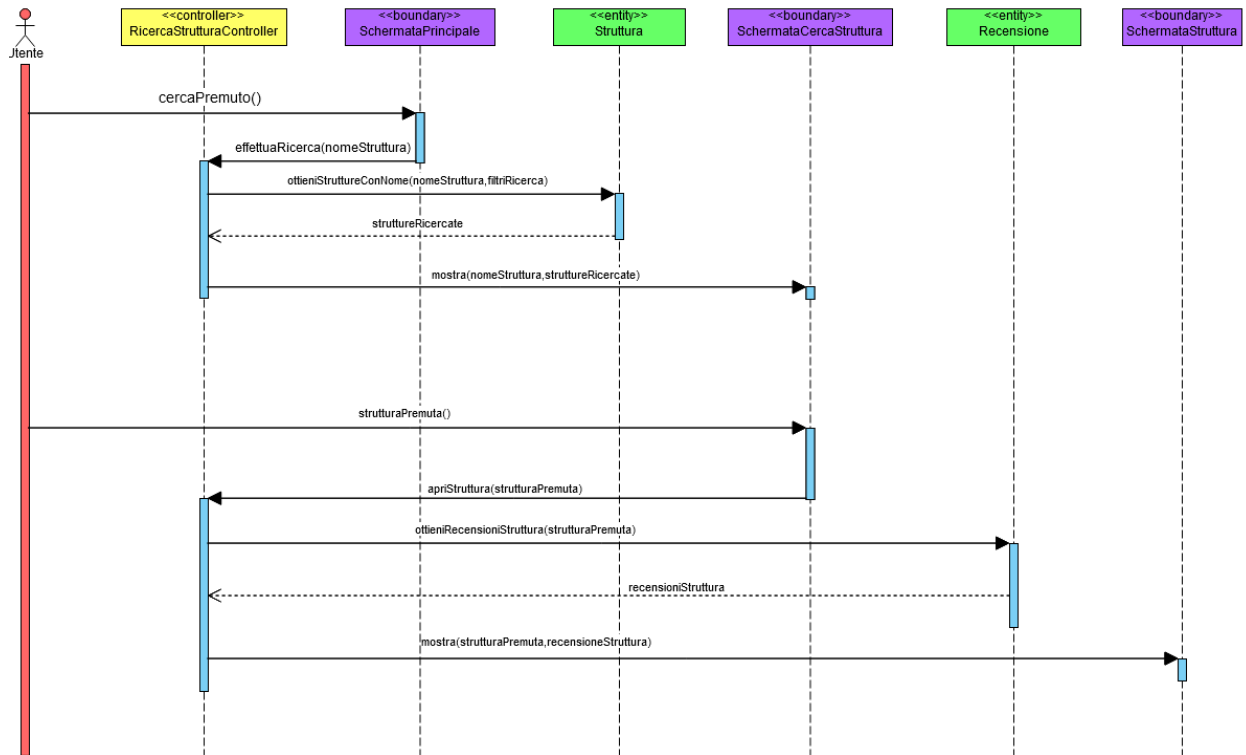 <<controller>>
RicercaStrutturaController
<<boundary>>
SchermataPrincipale
<<entity>>
Struttura
<<boundary>>
SchermataCercaStruttura
<<entity>>
Recensione
<<boundary>>
SchermataStruttura
Utente
cercaPremuto()
effettuaRicerca(nomeStruttura)
ottieniStruttureConNome(nomeStruttura,filtriRicerca)
struttureRicercate
mostra(nomeStruttura,struttureRicercate)
strutturaPremuta()
apriStruttura(strutturaPremuta)
ottieniRecensioniStruttura(strutturaPremuta)
recensioniStruttura
mostra(strutturaPremuta,recensioneStruttura)